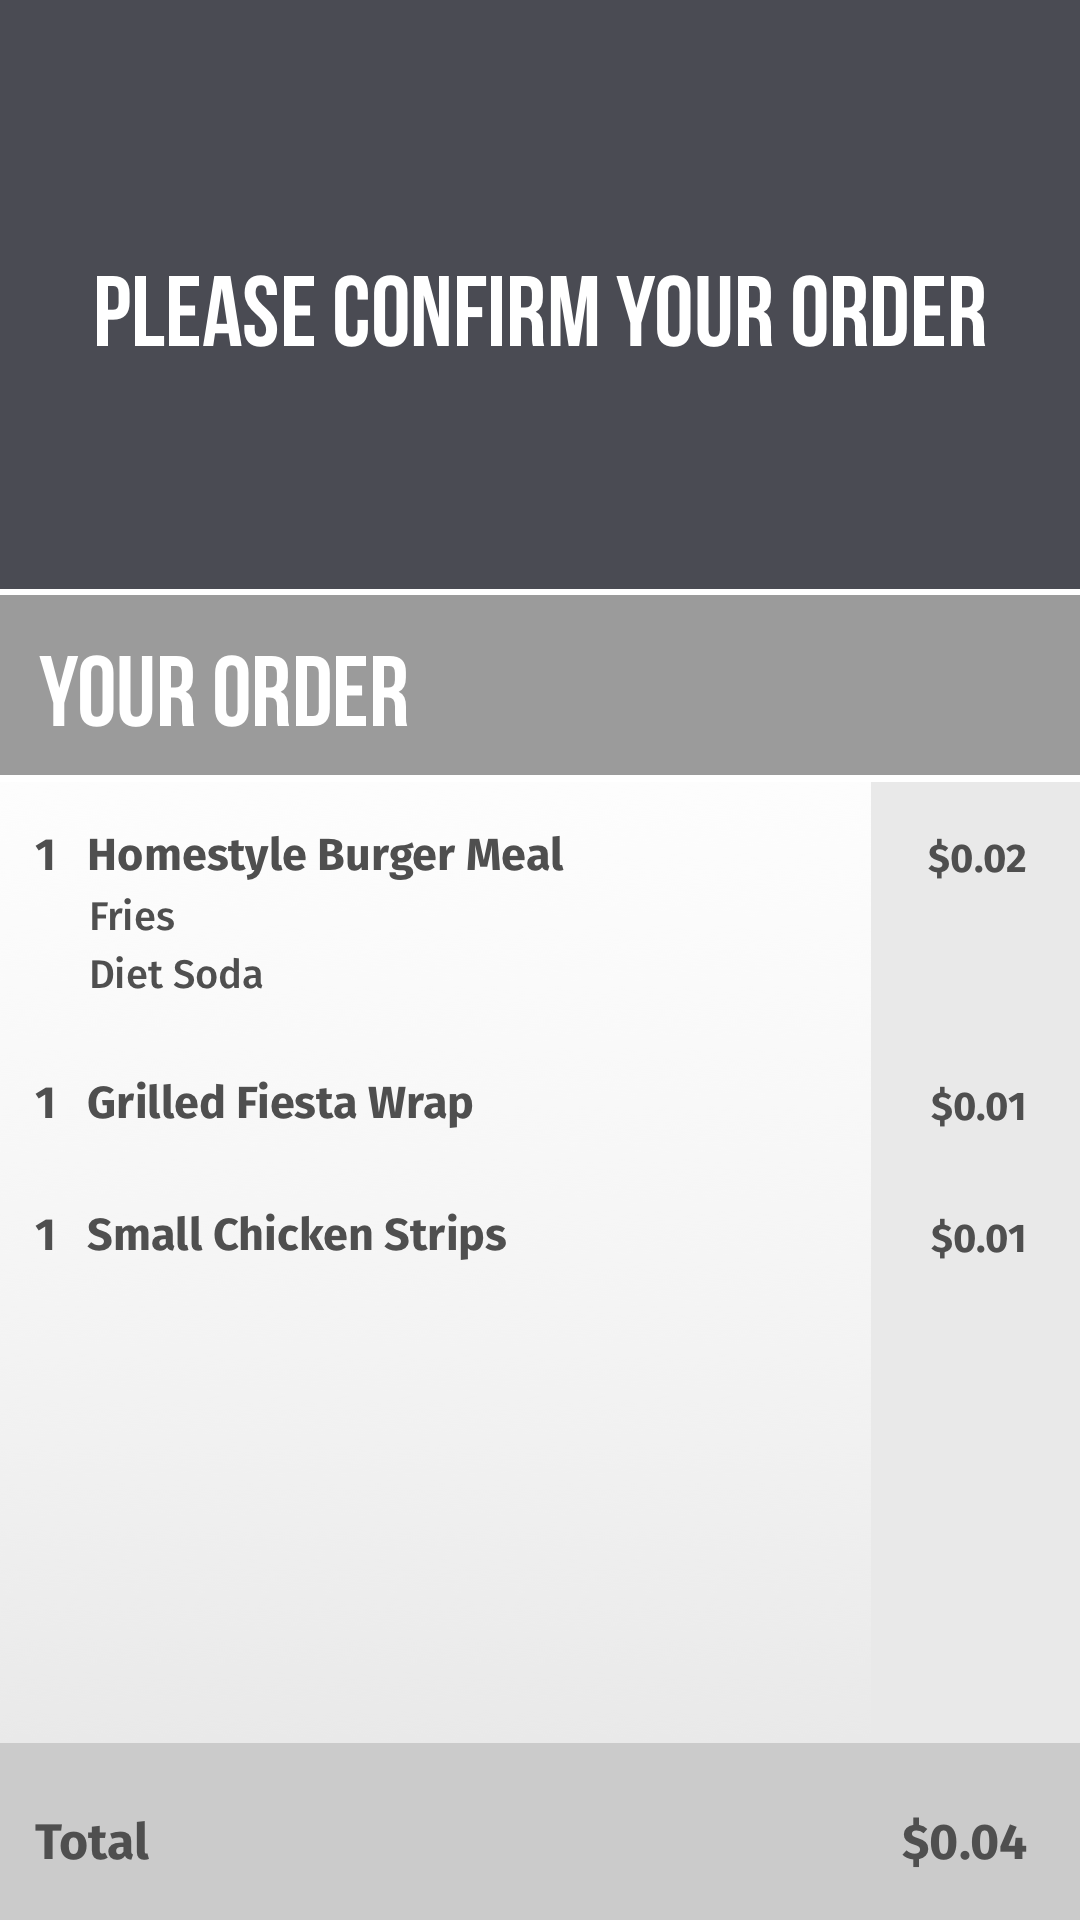 PLEASE CONFIRM YOUR ORDER
YOUR ORDER
1 Homestyle Burger Meal $0.02
Fries
Diet Soda
1 Grilled Fiesta Wrap $0.01
1 Small Chicken Strips $0.01
Total $0.04